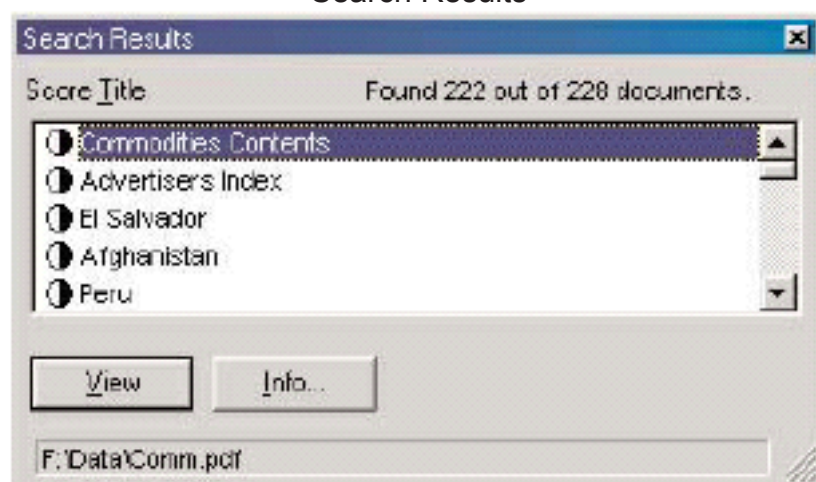 Search Results
Search Results
Score Title Found 222 out of 228 documents.
Commodities Contents
Advertisers Index
El Salvador
Afghanistan
Peru
View Info...
F:\Data\Comm.pdf